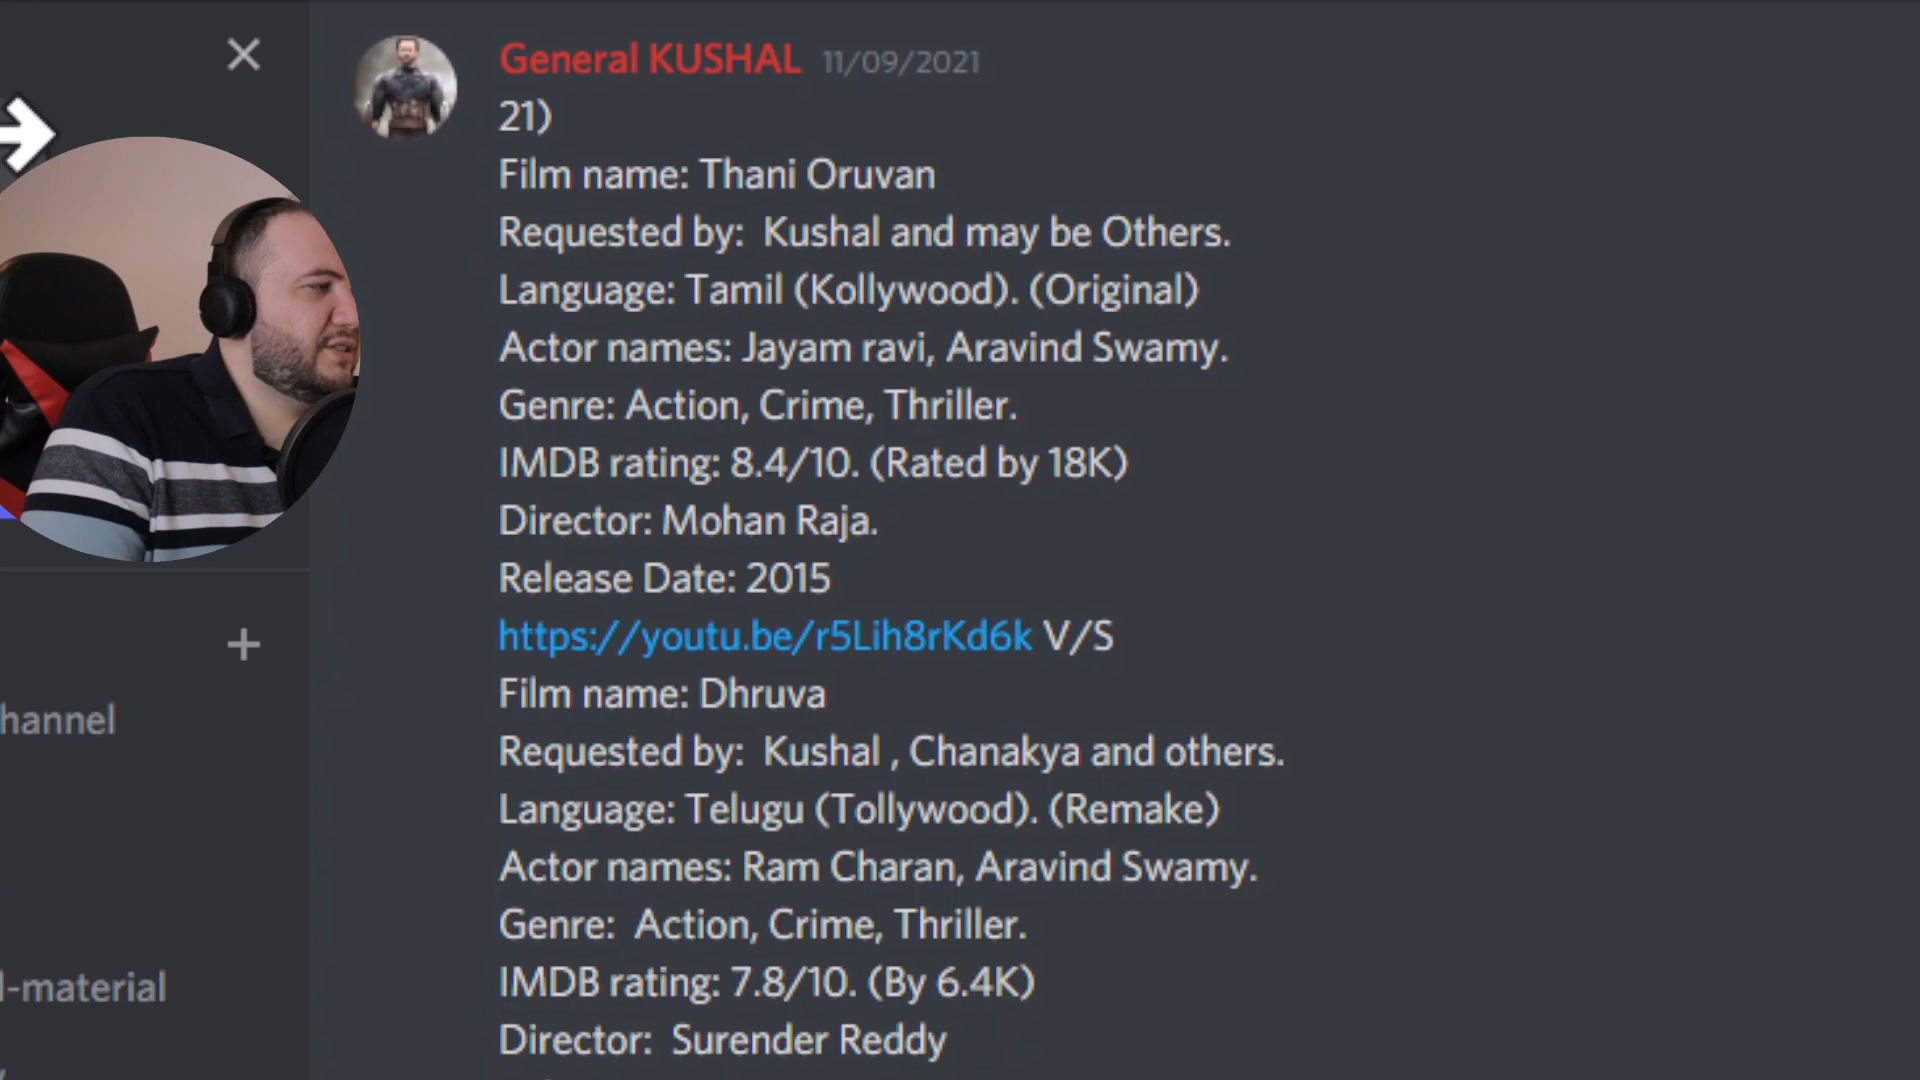 General KUSHAL 11/09/2021
21)
Film name: Thani Oruvan
Requested by:  Kushal and may be Others.
Language: Tamil (Kollywood). (Original)
Actor names: Jayam ravi, Aravind Swamy.
Genre: Action, Crime, Thriller.
IMDB rating: 8.4/10. (Rated by 18K)
Director: Mohan Raja.
Release Date: 2015
https://youtu.be/r5Lih8rKd6k V/S
Film name: Dhruva
Requested by:  Kushal , Chanakya and others.
Language: Telugu (Tollywood). (Remake)
Actor names: Ram Charan, Aravind Swamy.
Genre:  Action, Crime, Thriller.
IMDB rating: 7.8/10. (By 6.4K)
Director:  Surender Reddy
hannel
-material